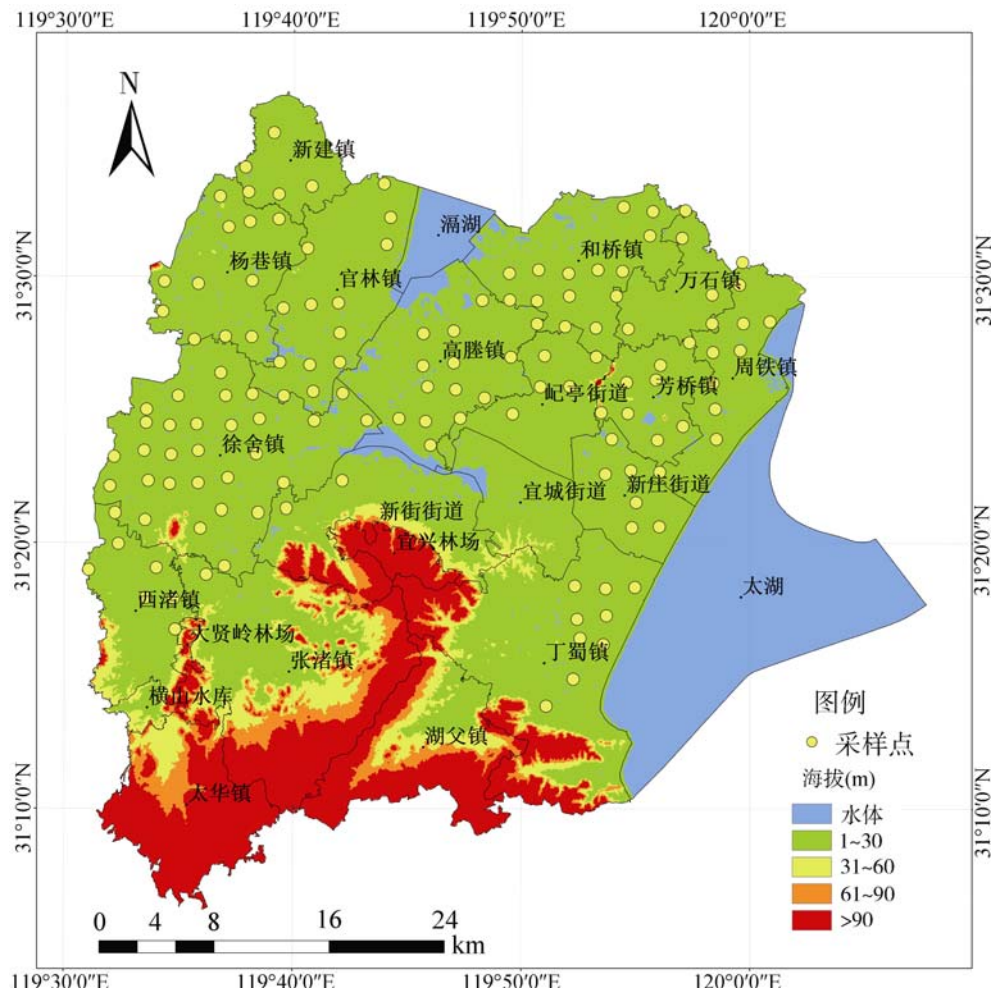 119°30′0″E 119°40′0″E 119°50′0″E 120°0′0″E
N
新建镇
滆湖
和桥镇
杨巷镇
官林镇
万石镇
31°30′0″N 31°30′0″N
高塍镇
周铁镇
屺亭街道
芳桥镇
徐舍镇
宜城街道
新庄街道
新街街道
宜兴林场
31°20′0″N 31°20′0″N
西渚镇
太湖
大贤岭林场
张渚镇
丁蜀镇
横山水库
湖父镇
太华镇
31°10′0″N 31°10′0″N
图例
采样点
海拔(m)
水体
1~30
31~60
61~90
>90
0 4 8 16 24
km
119°30′0″E 119°40′0″E 119°50′0″E 120°0′0″E